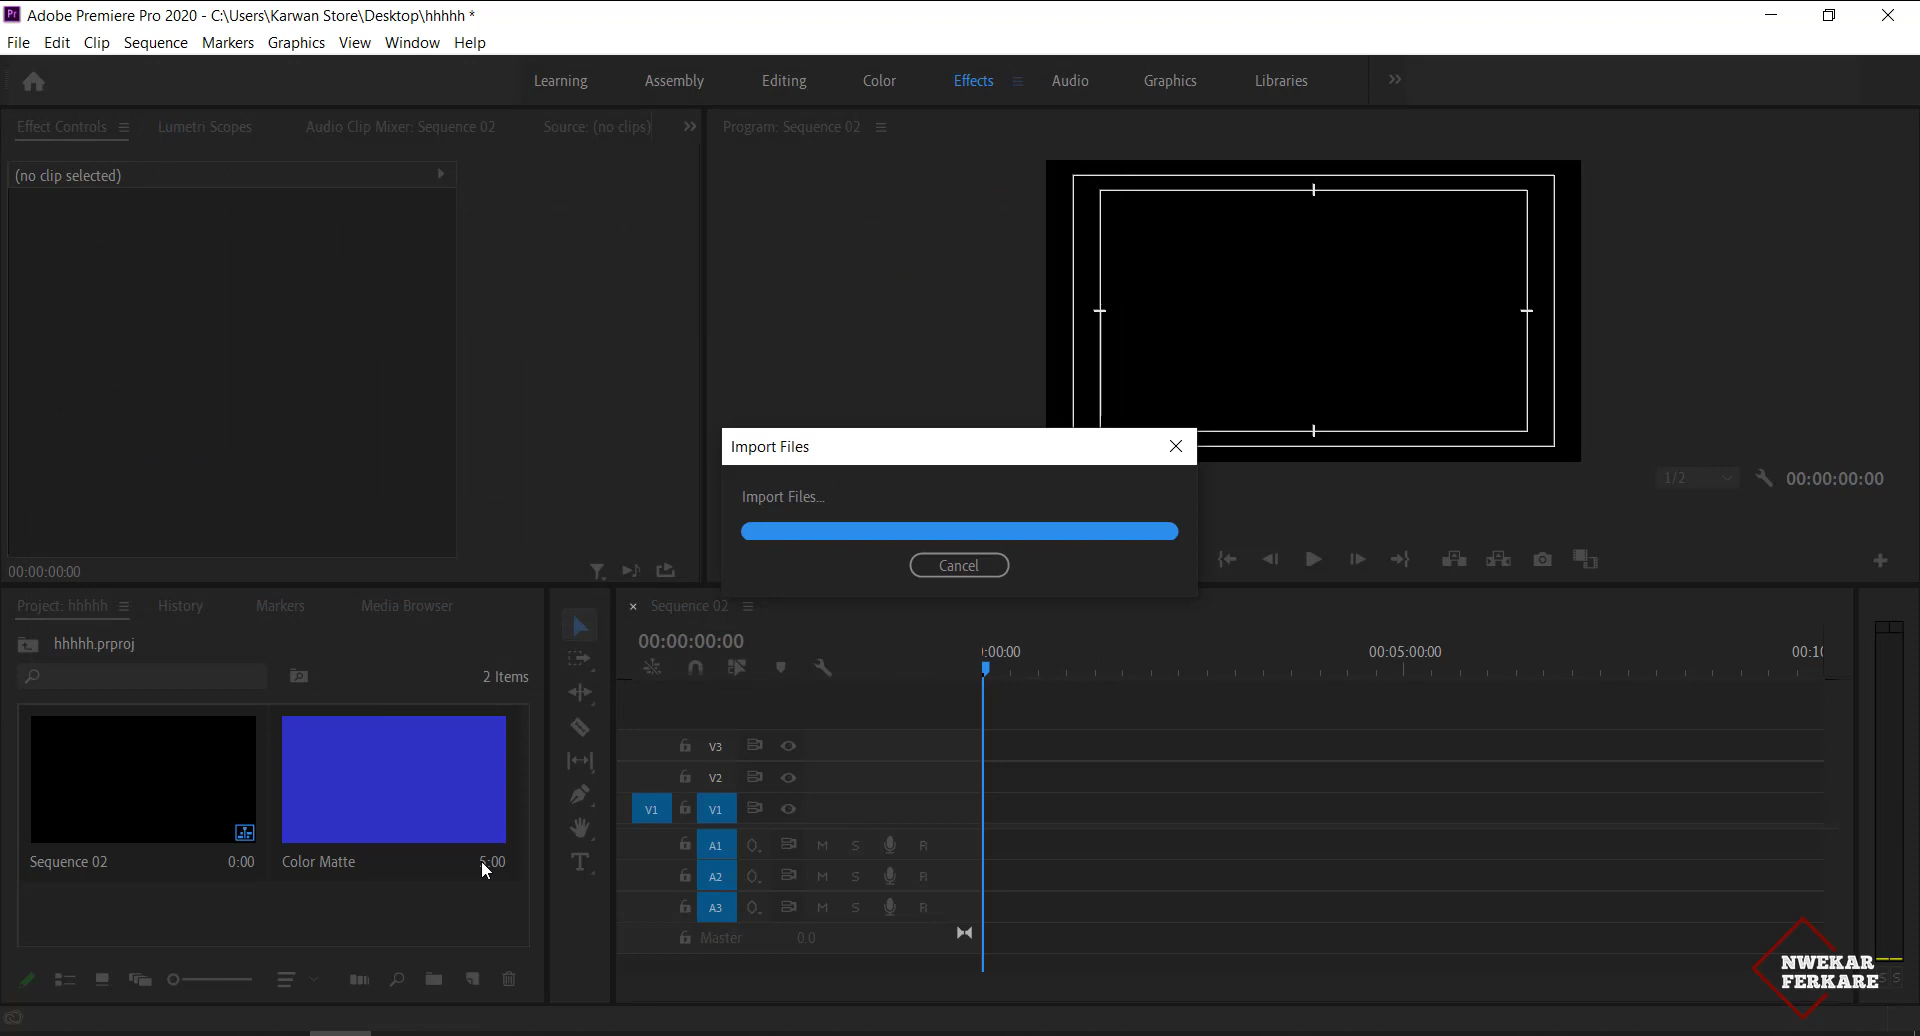 Adobe Premiere Pro 2020 - C:\Users\Karwan Store\Desktop\hhhhh *
File Edit Clip Sequence Markers Graphics View Window Help
Learning Assembly Editing Color Effects Audio Graphics Libraries
Effect Controls Lumetri Scopes Audio Clip Mixer: Sequence 02 Source: (no clips) Program: Sequence 02
(no clip selected)
Import Files
Import Files...
Cancel
1/2 00:00:00:00
00:00:00:00
Project: hhhhh History Markers Media Browser
hhhhh.prproj
2 Items
Sequence 02 0:00
Color Matte 5:00
Sequence 02
00:00:00:00
:00:00 00:05:00:00 00:10
V3
V2
V1 V1
A1 M S R
A2 M S R
A3 M S R
Master 0.0
S S
NWEKAR
FERKARE